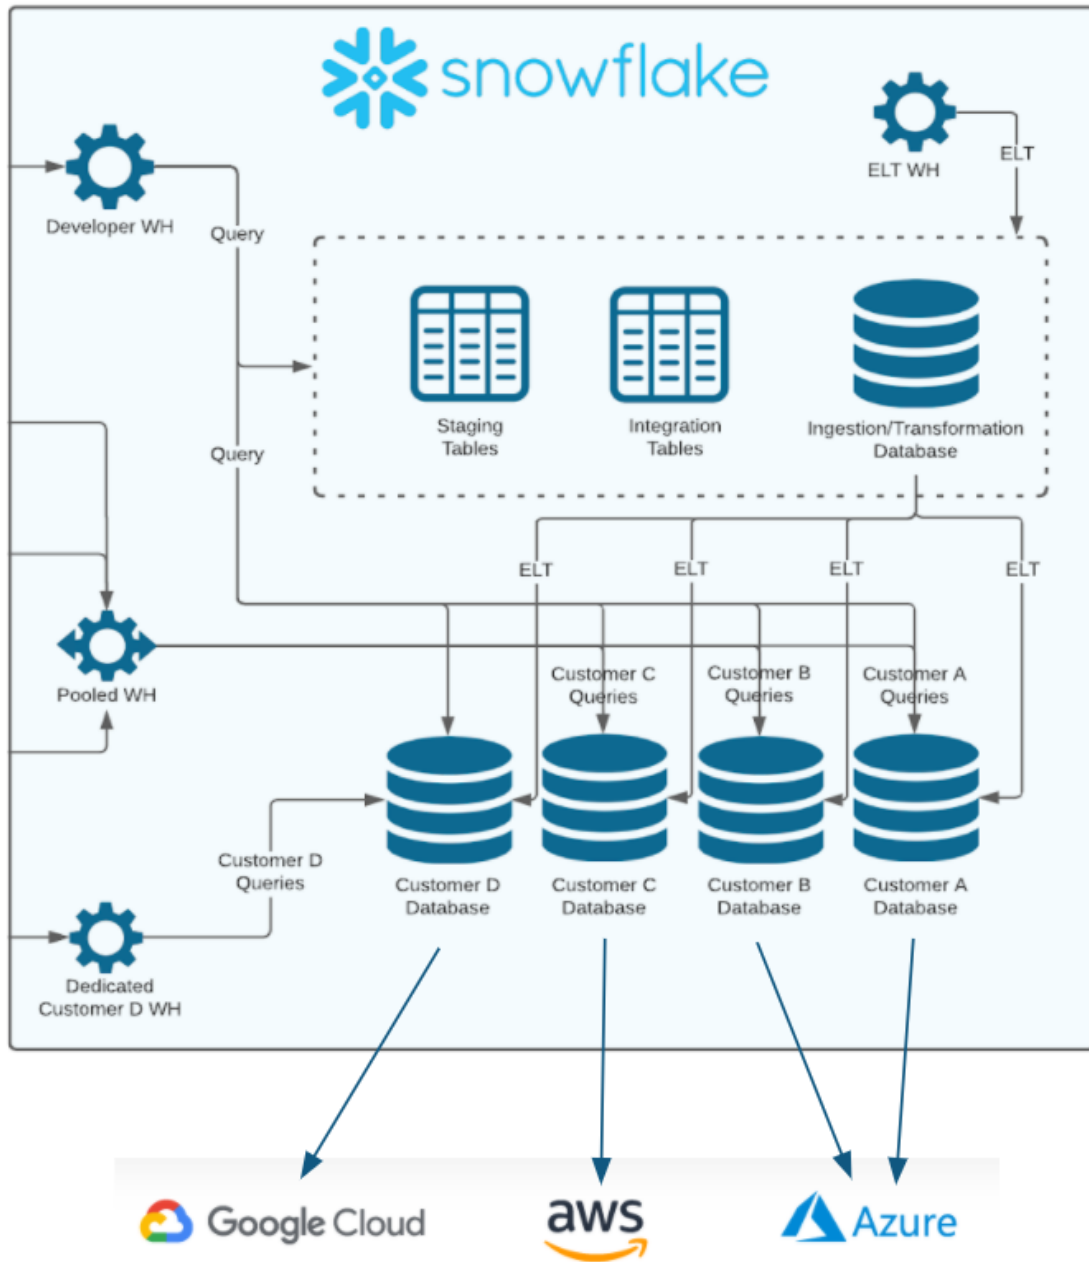 snowflake
ELT WH
ELT
Developer WH
Query
Staging
Tables
Integration
Tables
Ingestion/Transformation
Database
Query
ELT
ELT
ELT
ELT
Pooled WH
Customer C
Queries
Customer B
Queries
Customer A
Queries
Customer D
Queries
Customer D
Database
Customer C
Database
Customer B
Database
Customer A
Database
Dedicated
Customer D WH
Google Cloud
aws
Azure